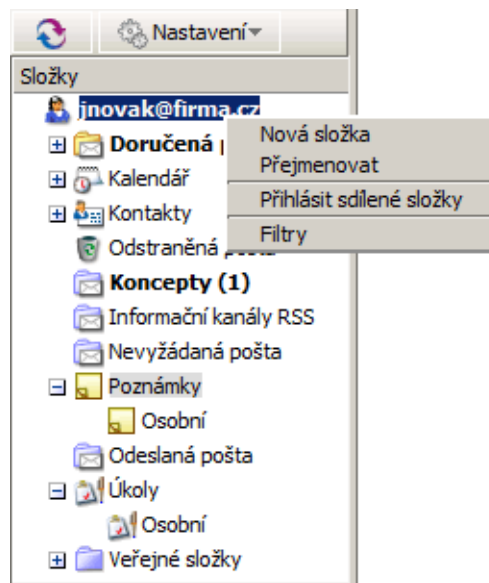 Nastavení
Složky
jnovak@firma.cz
Nová složka
Přejmenovat
Přihlásit sdílené složky
Filtry
Doručená
Kalendář
Kontakty
Odstraněná
Koncepty (1)
Informační kanály RSS
Nevyžádaná pošta
Poznámky
Osobní
Odeslaná pošta
Úkoly
Osobní
Veřejné složky